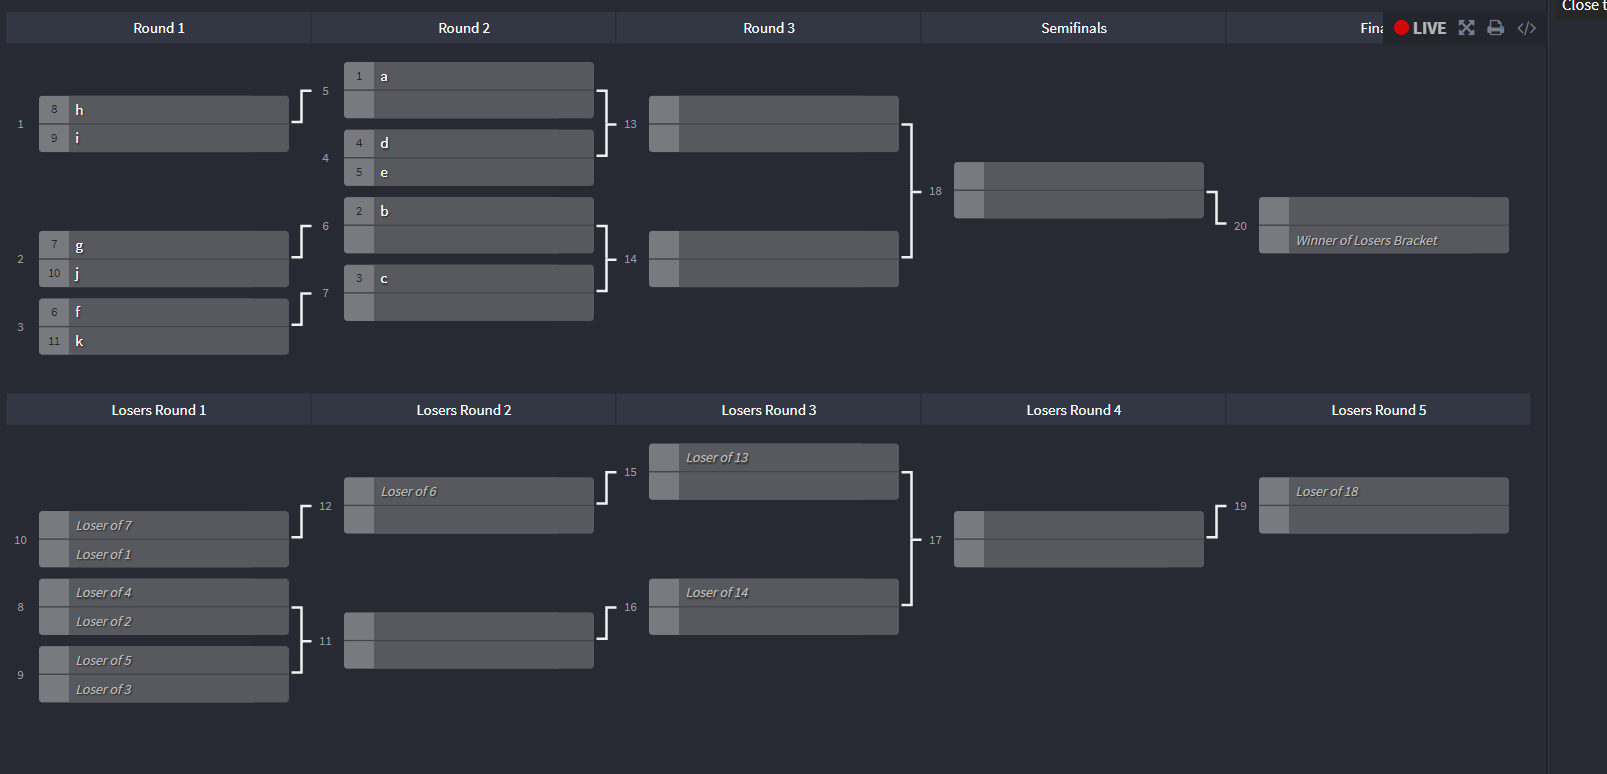 Close t
Round 1
Round 2
Round 3
Semifinals
Fina
LIVE
</>
1
8 h
9 i
2
7 g
10 j
3
6 f
11 k
5
1 a
4
4 d
5 e
6
2 b
7
3 c
13
14
18
20
Winner of Losers Bracket
Losers Round 1
Losers Round 2
Losers Round 3
Losers Round 4
Losers Round 5
10
Loser of 7
Loser of 1
8
Loser of 4
Loser of 2
9
Loser of 5
Loser of 3
12
Loser of 6
11
15
Loser of 13
16
Loser of 14
17
19
Loser of 18